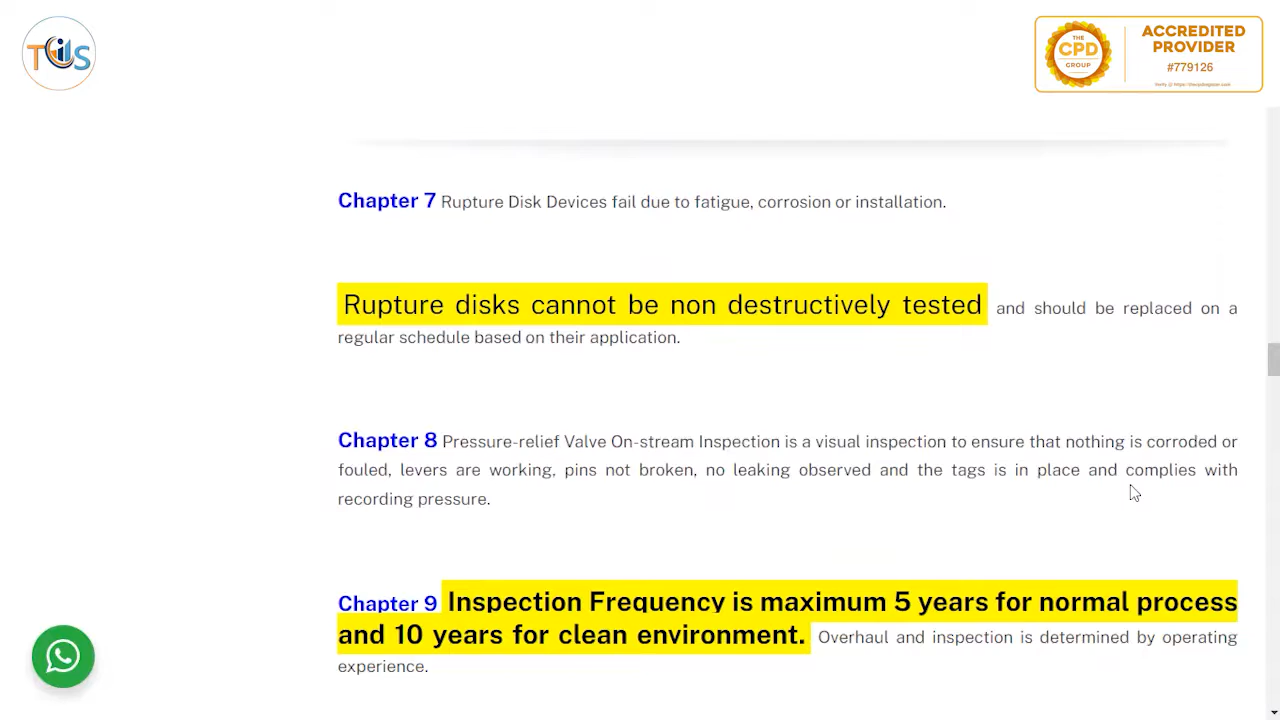 TCIS
THE
CPD
GROUP
ACCREDITED
PROVIDER
#779126
Chapter 7 Rupture Disk Devices fail due to fatigue, corrosion or installation.
Rupture disks cannot be non destructively tested and should be replaced on a
regular schedule based on their application.
Chapter 8 Pressure-relief Valve On-stream Inspection is a visual inspection to ensure that nothing is corroded or
fouled, levers are working, pins not broken, no leaking observed and the tags is in place and complies with
recording pressure.
Chapter 9 Inspection Frequency is maximum 5 years for normal process
and 10 years for clean environment. Overhaul and inspection is determined by operating
experience.